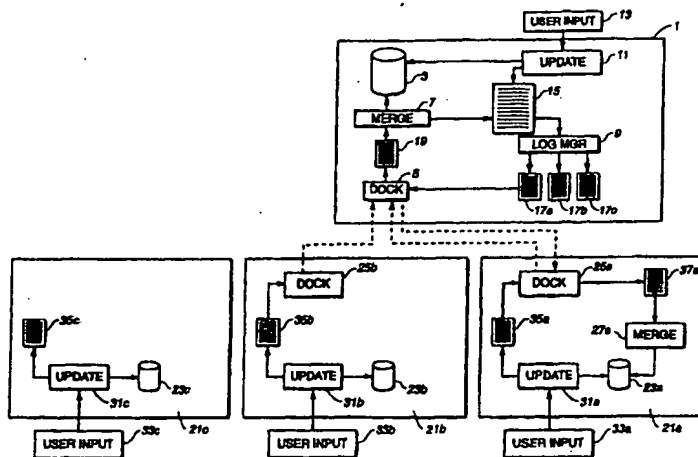 USER INPUT
13
1
UPDATE
11
3
15
7
MERGE
9
LOG MGR
19
5
DOCK
17a
17b
17c
DOCK
25b
DOCK
25a
37a
35c
35b
35a
MERGE
27a
UPDATE
23c
UPDATE
23b
UPDATE
23a
31c
31b
31a
21c
21b
21a
USER INPUT
33c
USER INPUT
33b
USER INPUT
33a